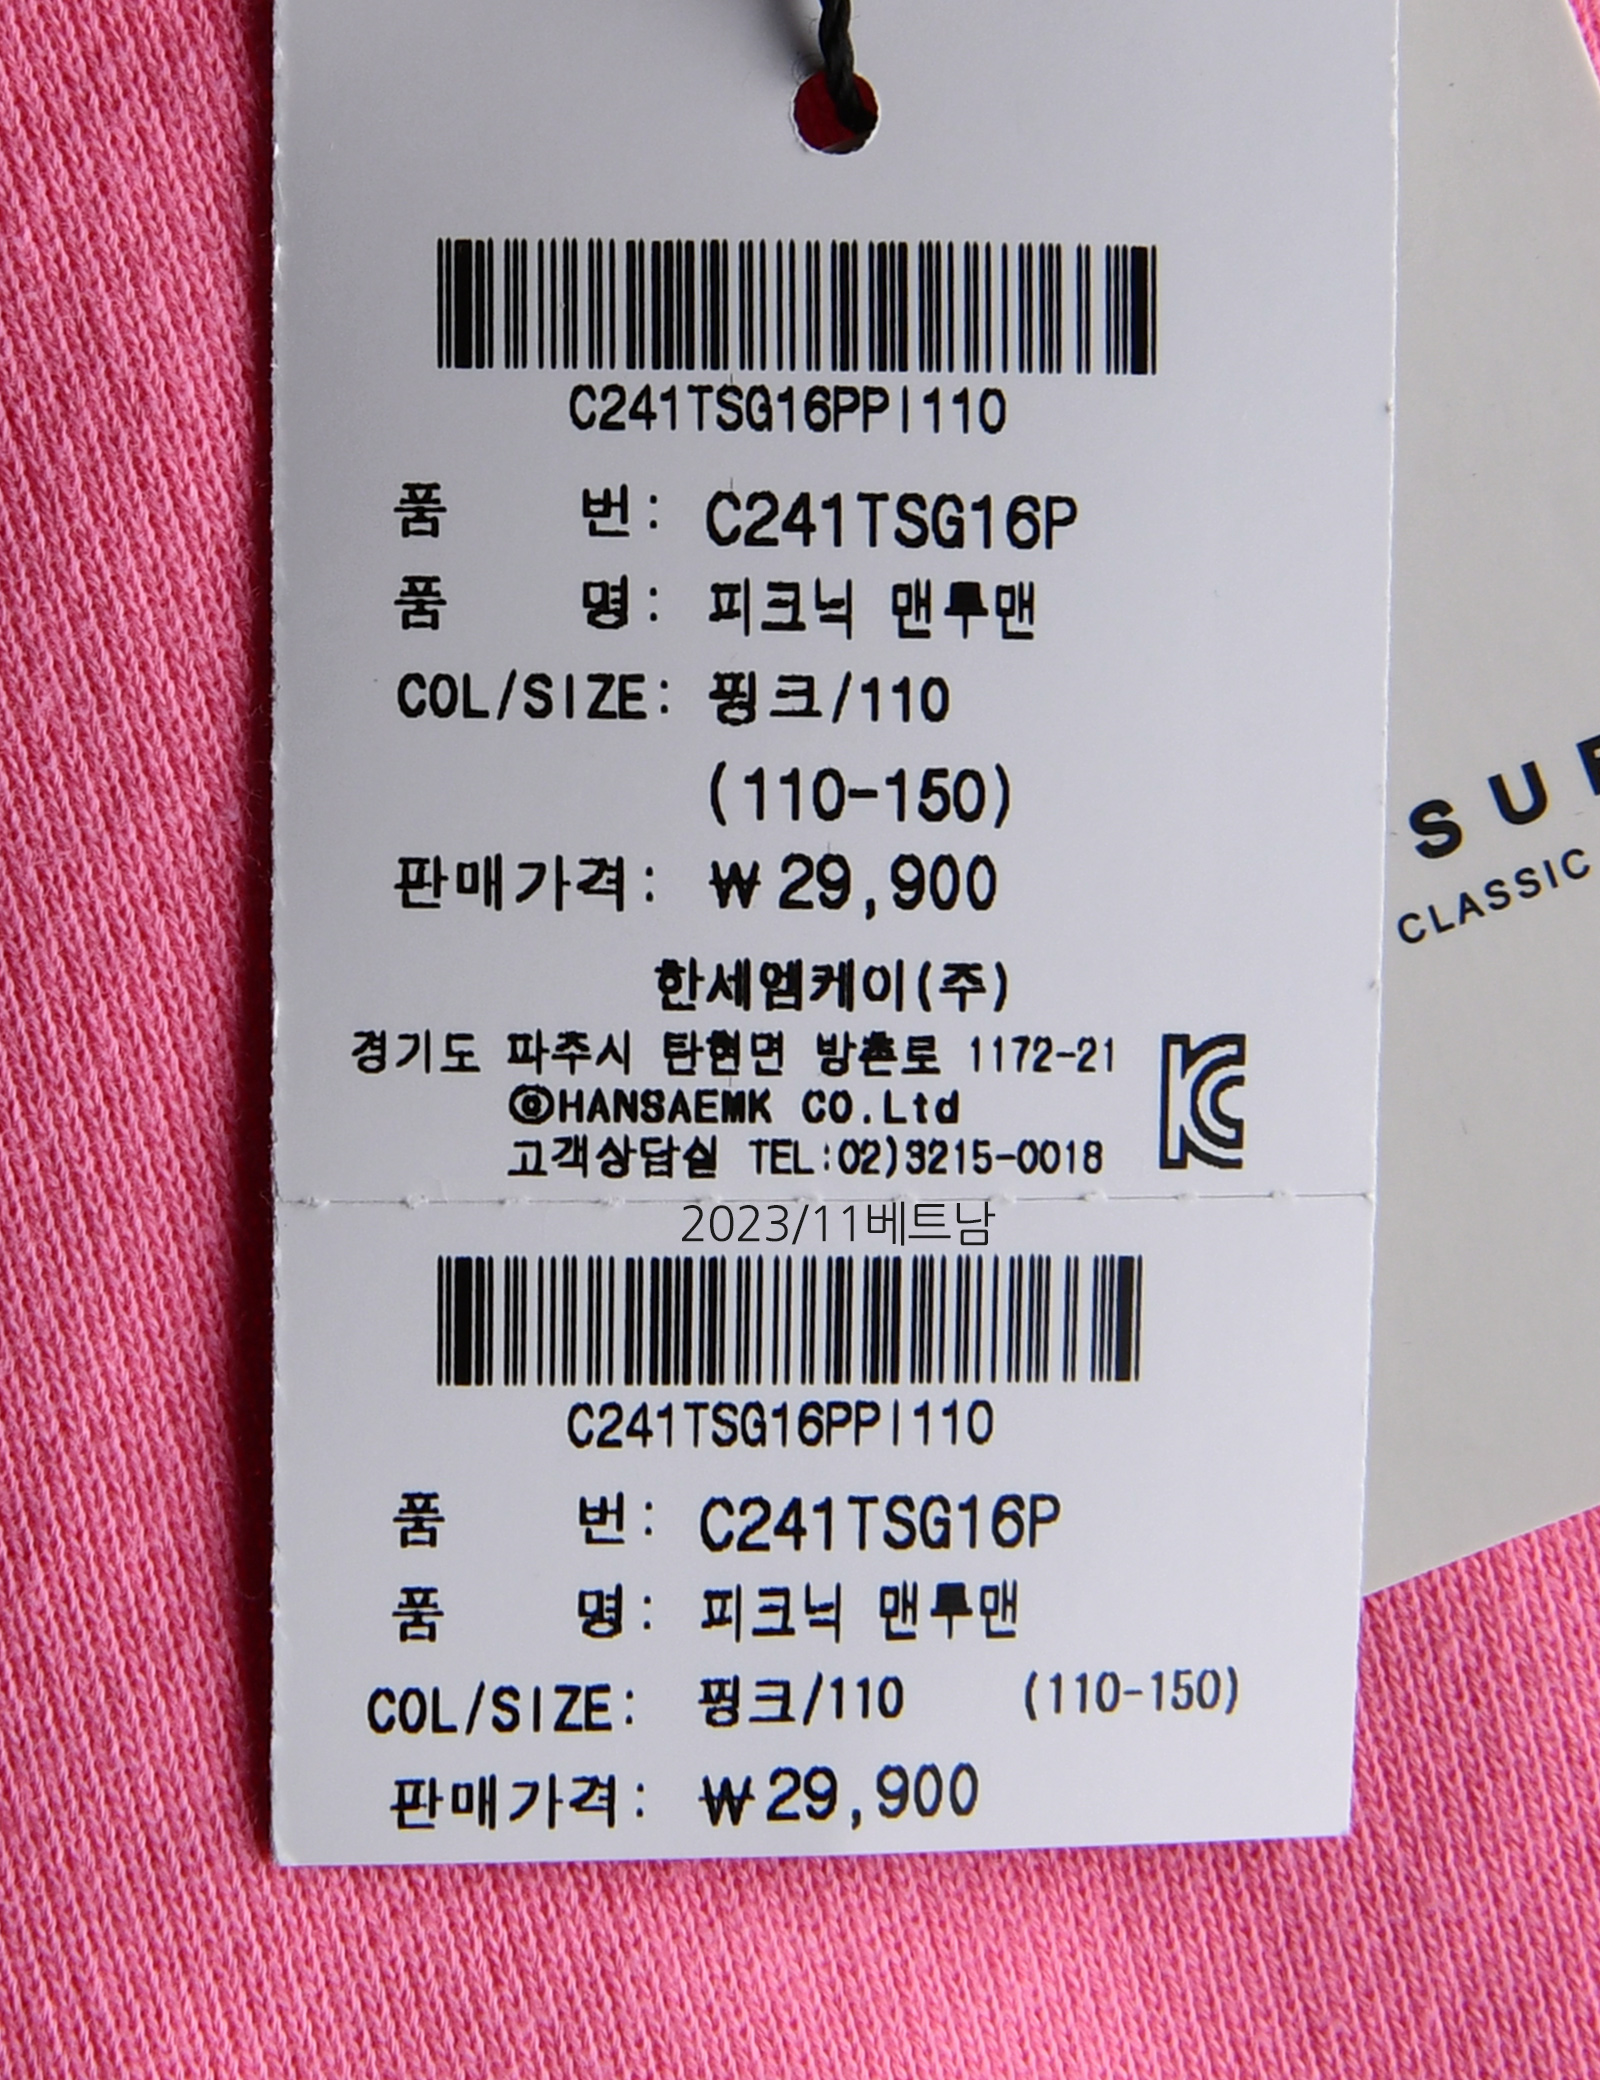 C241TSG16PPI110
품 번: C241TSG16P
품 명: 피크닉 맨투맨
COL/SIZE: 핑크/110
(110-150)
판매가격: ₩29,900
한세엠케이(주)
경기도 파주시 탄현면 방촌로 1172-21
@HANSAEMK CO.Ltd
고객상담실 TEL:02)3215-0018
2023/11베트남
C241TSG16PPI110
품 번: C241TSG16P
품 명: 피크닉 맨투맨
COL/SIZE: 핑크/110 (110-150)
판매가격: ₩29,900
CLASSIC